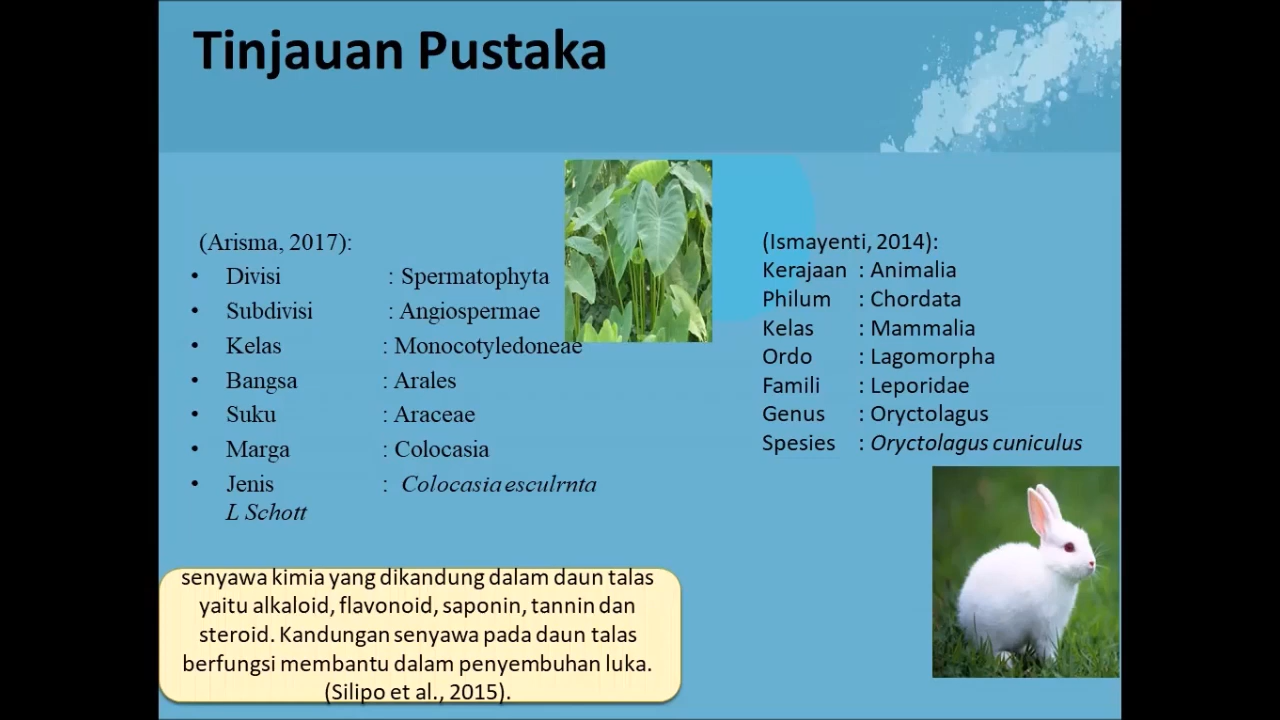 Tinjauan Pustaka
(Arisma, 2017):
• Divisi : Spermatophyta
• Subdivisi : Angiospermae
• Kelas : Monocotyledoneae
• Bangsa : Arales
• Suku : Araceae
• Marga : Colocasia
• Jenis : Colocasia esculrnta
L Schott
(Ismayenti, 2014):
Kerajaan : Animalia
Philum : Chordata
Kelas : Mammalia
Ordo : Lagomorpha
Famili : Leporidae
Genus : Oryctolagus
Spesies : Oryctolagus cuniculus
senyawa kimia yang dikandung dalam daun talas
yaitu alkaloid, flavonoid, saponin, tannin dan
steroid. Kandungan senyawa pada daun talas
berfungsi membantu dalam penyembuhan luka.
(Silipo et al., 2015).